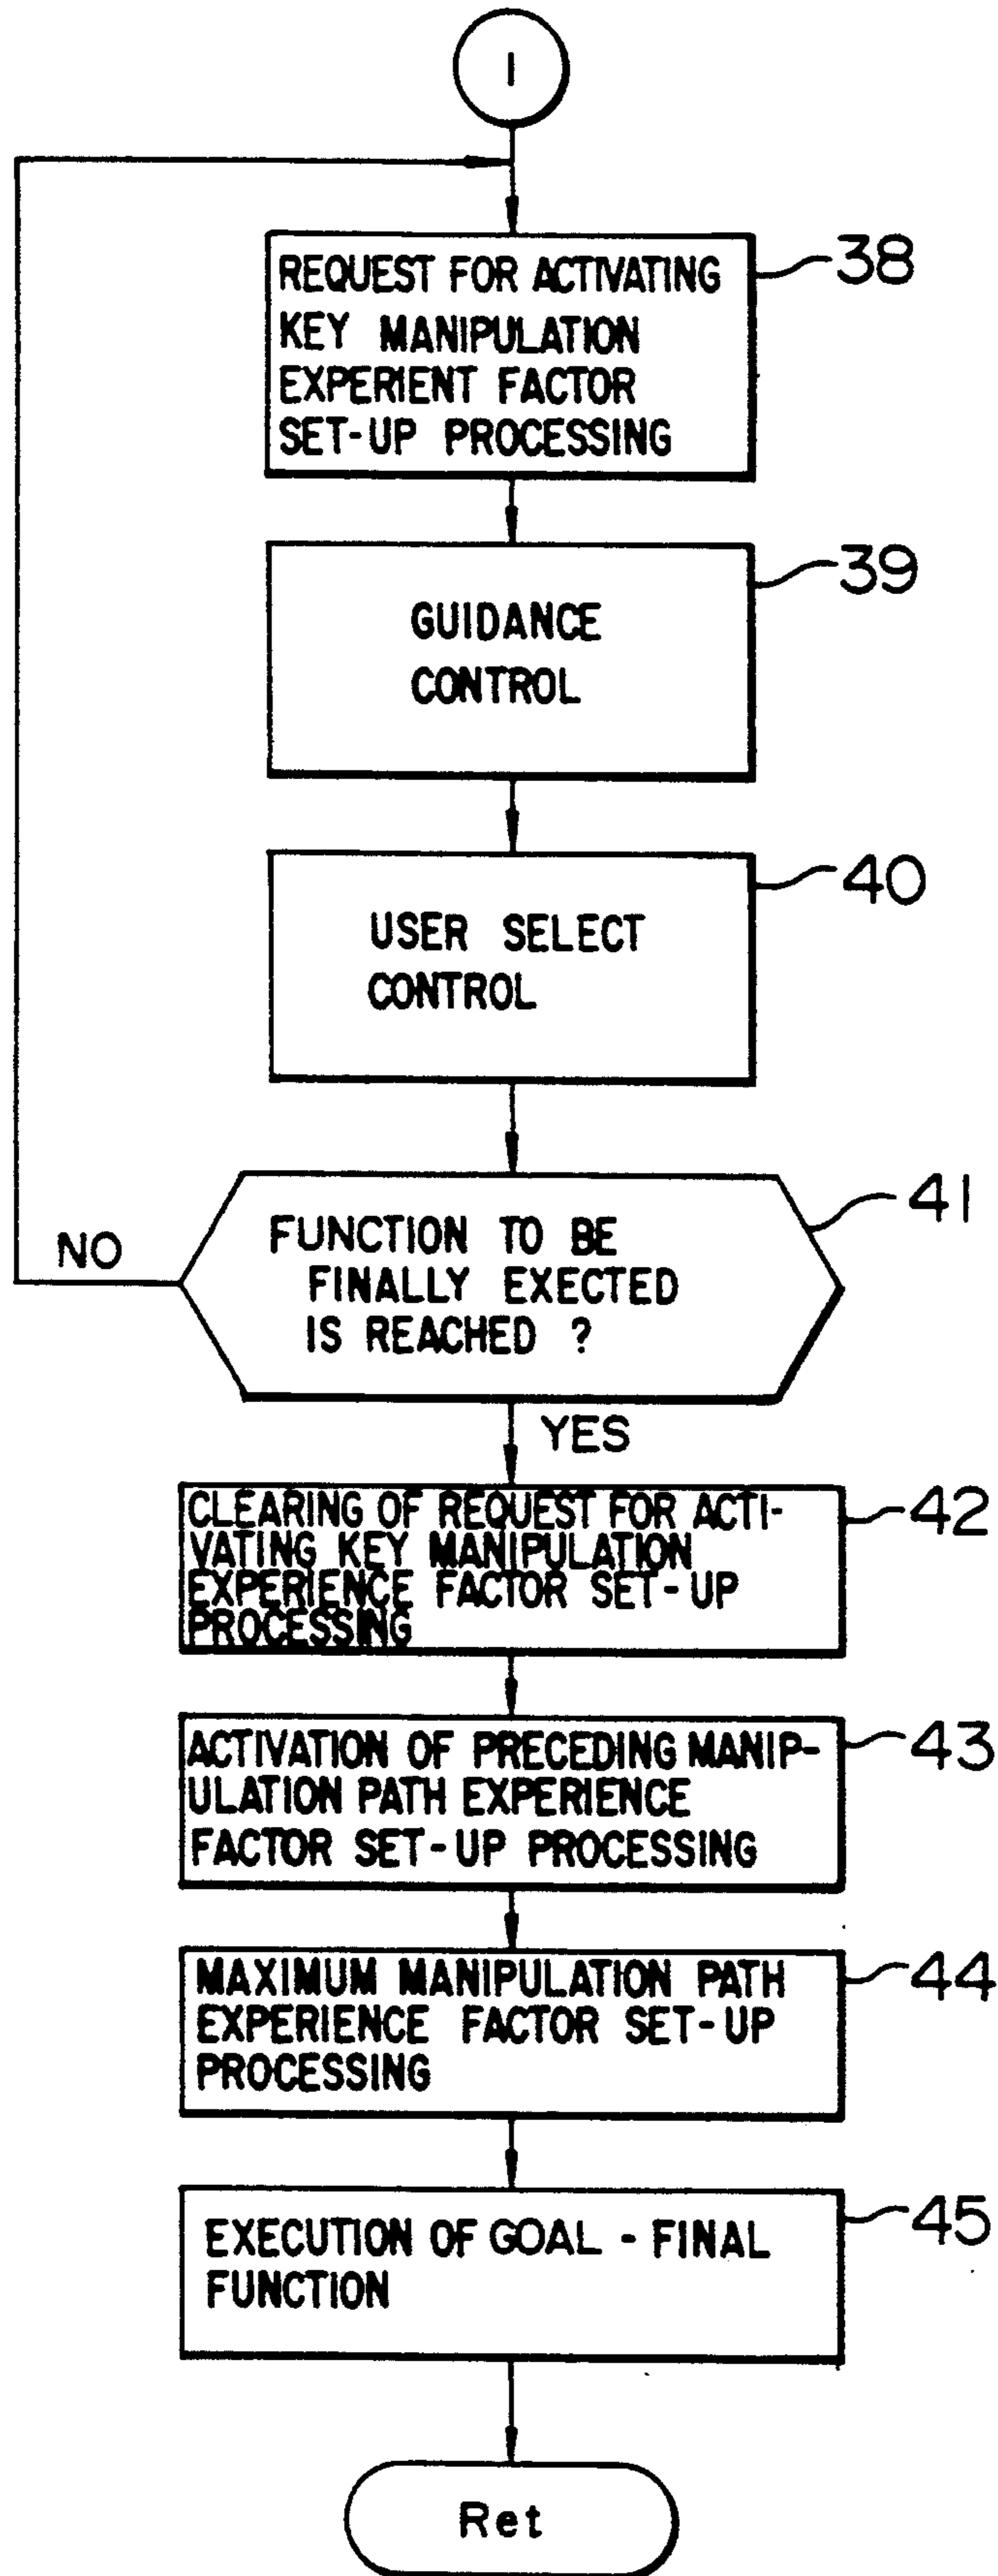 1
REQUEST FOR ACTIVATING
KEY MANIPULATION
EXPERIENT FACTOR
SET-UP PROCESSING
38
GUIDANCE
CONTROL
39
USER SELECT
CONTROL
40
FUNCTION TO BE
FINALLY EXECTED
IS REACHED ?
41
NO
YES
CLEARING OF REQUEST FOR ACTI-
VATING KEY MANIPULATION
EXPERIENCE FACTOR SET-UP
PROCESSING
42
ACTIVATION OF PRECEDING MANIP-
ULATION PATH EXPERIENCE
FACTOR SET-UP PROCESSING
43
MAXIMUM MANIPULATION PATH
EXPERIENCE FACTOR SET-UP
PROCESSING
44
EXECUTION OF GOAL - FINAL
FUNCTION
45
Ret